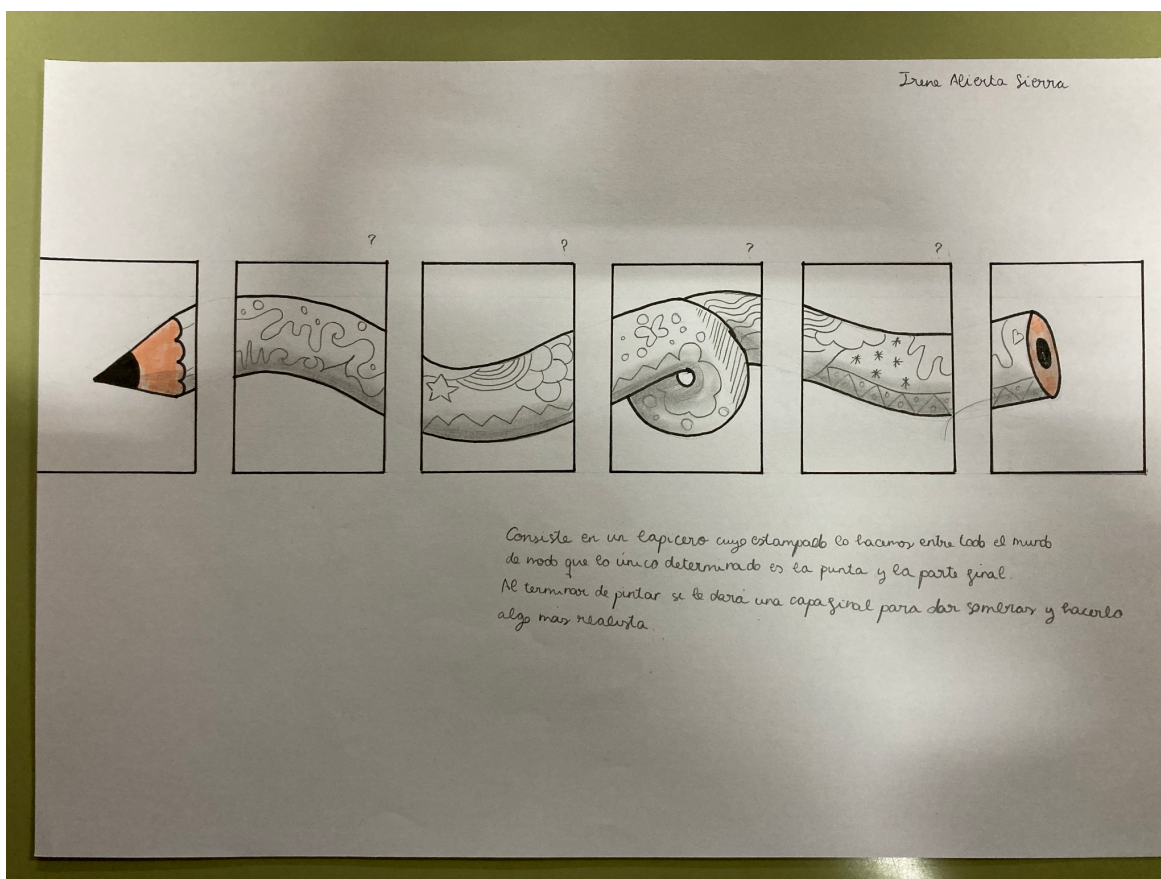 Irene Alierta Sierra
? ? ? ?
Consiste en un lapicero cuyo estampado lo hacemos entre todo el mundo
de modo que lo único determinado es la punta y la parte final.
Al terminar de pintar se le dará una capa final para dar sombras y hacerlo
algo más realista.